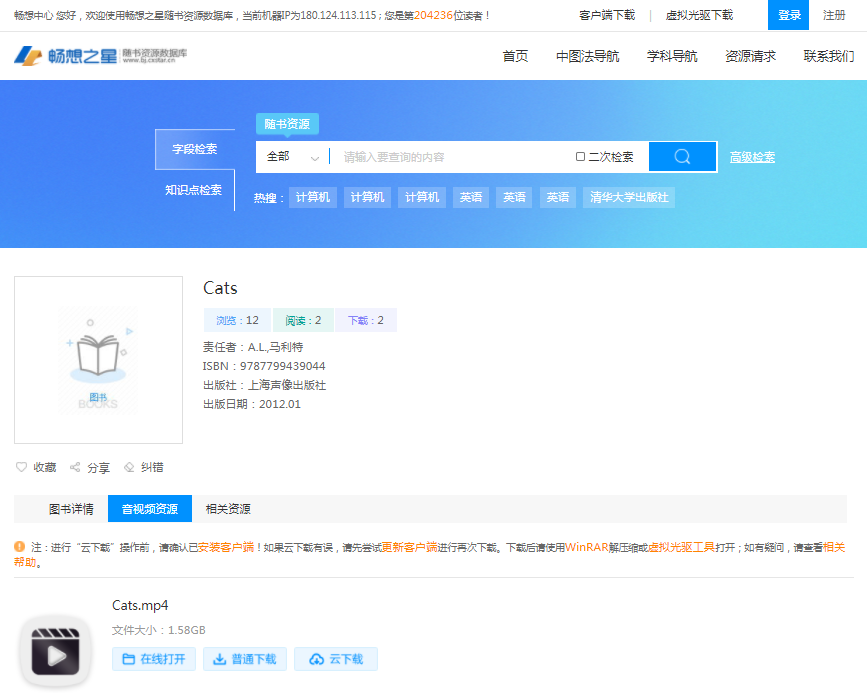 畅想中心 您好，欢迎使用畅想之星随书资源数据库，当前机器IP为180.124.113.115；您是第204236位读者！
客户端下载 | 虚拟光驱下载 登录 注册
畅想之星 随书资源数据库
www.bj.cxstar.cn
首页 中图法导航 学科导航 资源请求 联系我们
随书资源
字段检索
全部 请输入要查询的内容 二次检索 高级检索
知识点检索
热搜： 计算机 计算机 计算机 英语 英语 英语 清华大学出版社
Cats
浏览：12 阅读：2 下载：2
责任者：A.L.,马利特
ISBN：9787799439044
出版社：上海声像出版社
出版日期：2012.01
图书
BOOKS
收藏 分享 纠错
图书详情 音视频资源 相关资源
注：进行“云下载”操作前，请确认已安装客户端！如果云下载有误，请先尝试更新客户端进行再次下载。下载后请使用WinRAR解压缩或虚拟光驱工具打开；如有疑问，请查看相关
帮助。
Cats.mp4
文件大小：1.58GB
在线打开 普通下载 云下载